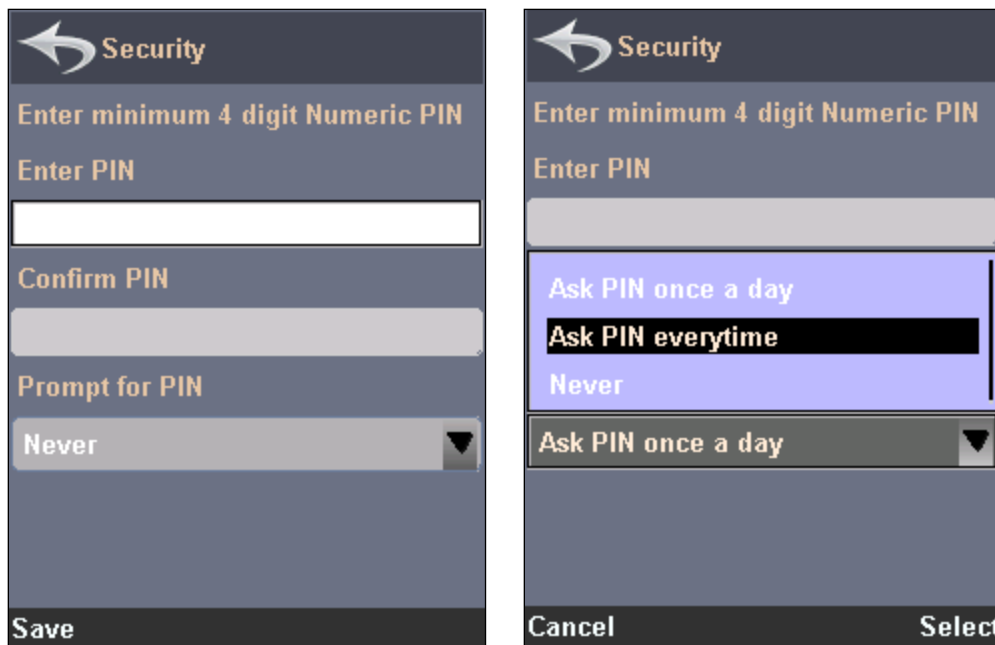 Security
Enter minimum 4 digit Numeric PIN
Enter PIN
Confirm PIN
Prompt for PIN
Never
Save
Security
Enter minimum 4 digit Numeric PIN
Enter PIN
Ask PIN once a day
Ask PIN everytime
Never
Ask PIN once a day
Cancel
Select